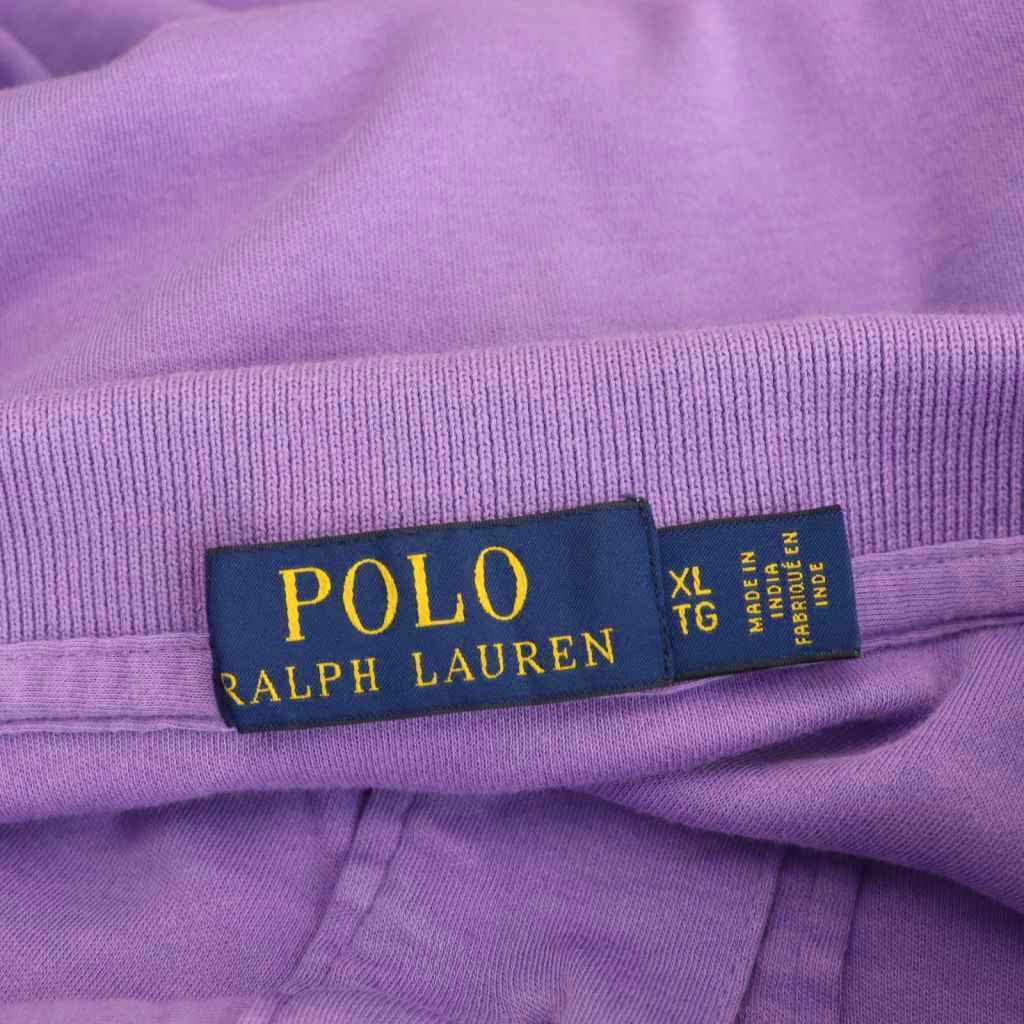 POLO
RALPH LAUREN
XL
TG
MADE IN
INDIA
FABRIQUÉ EN
INDE